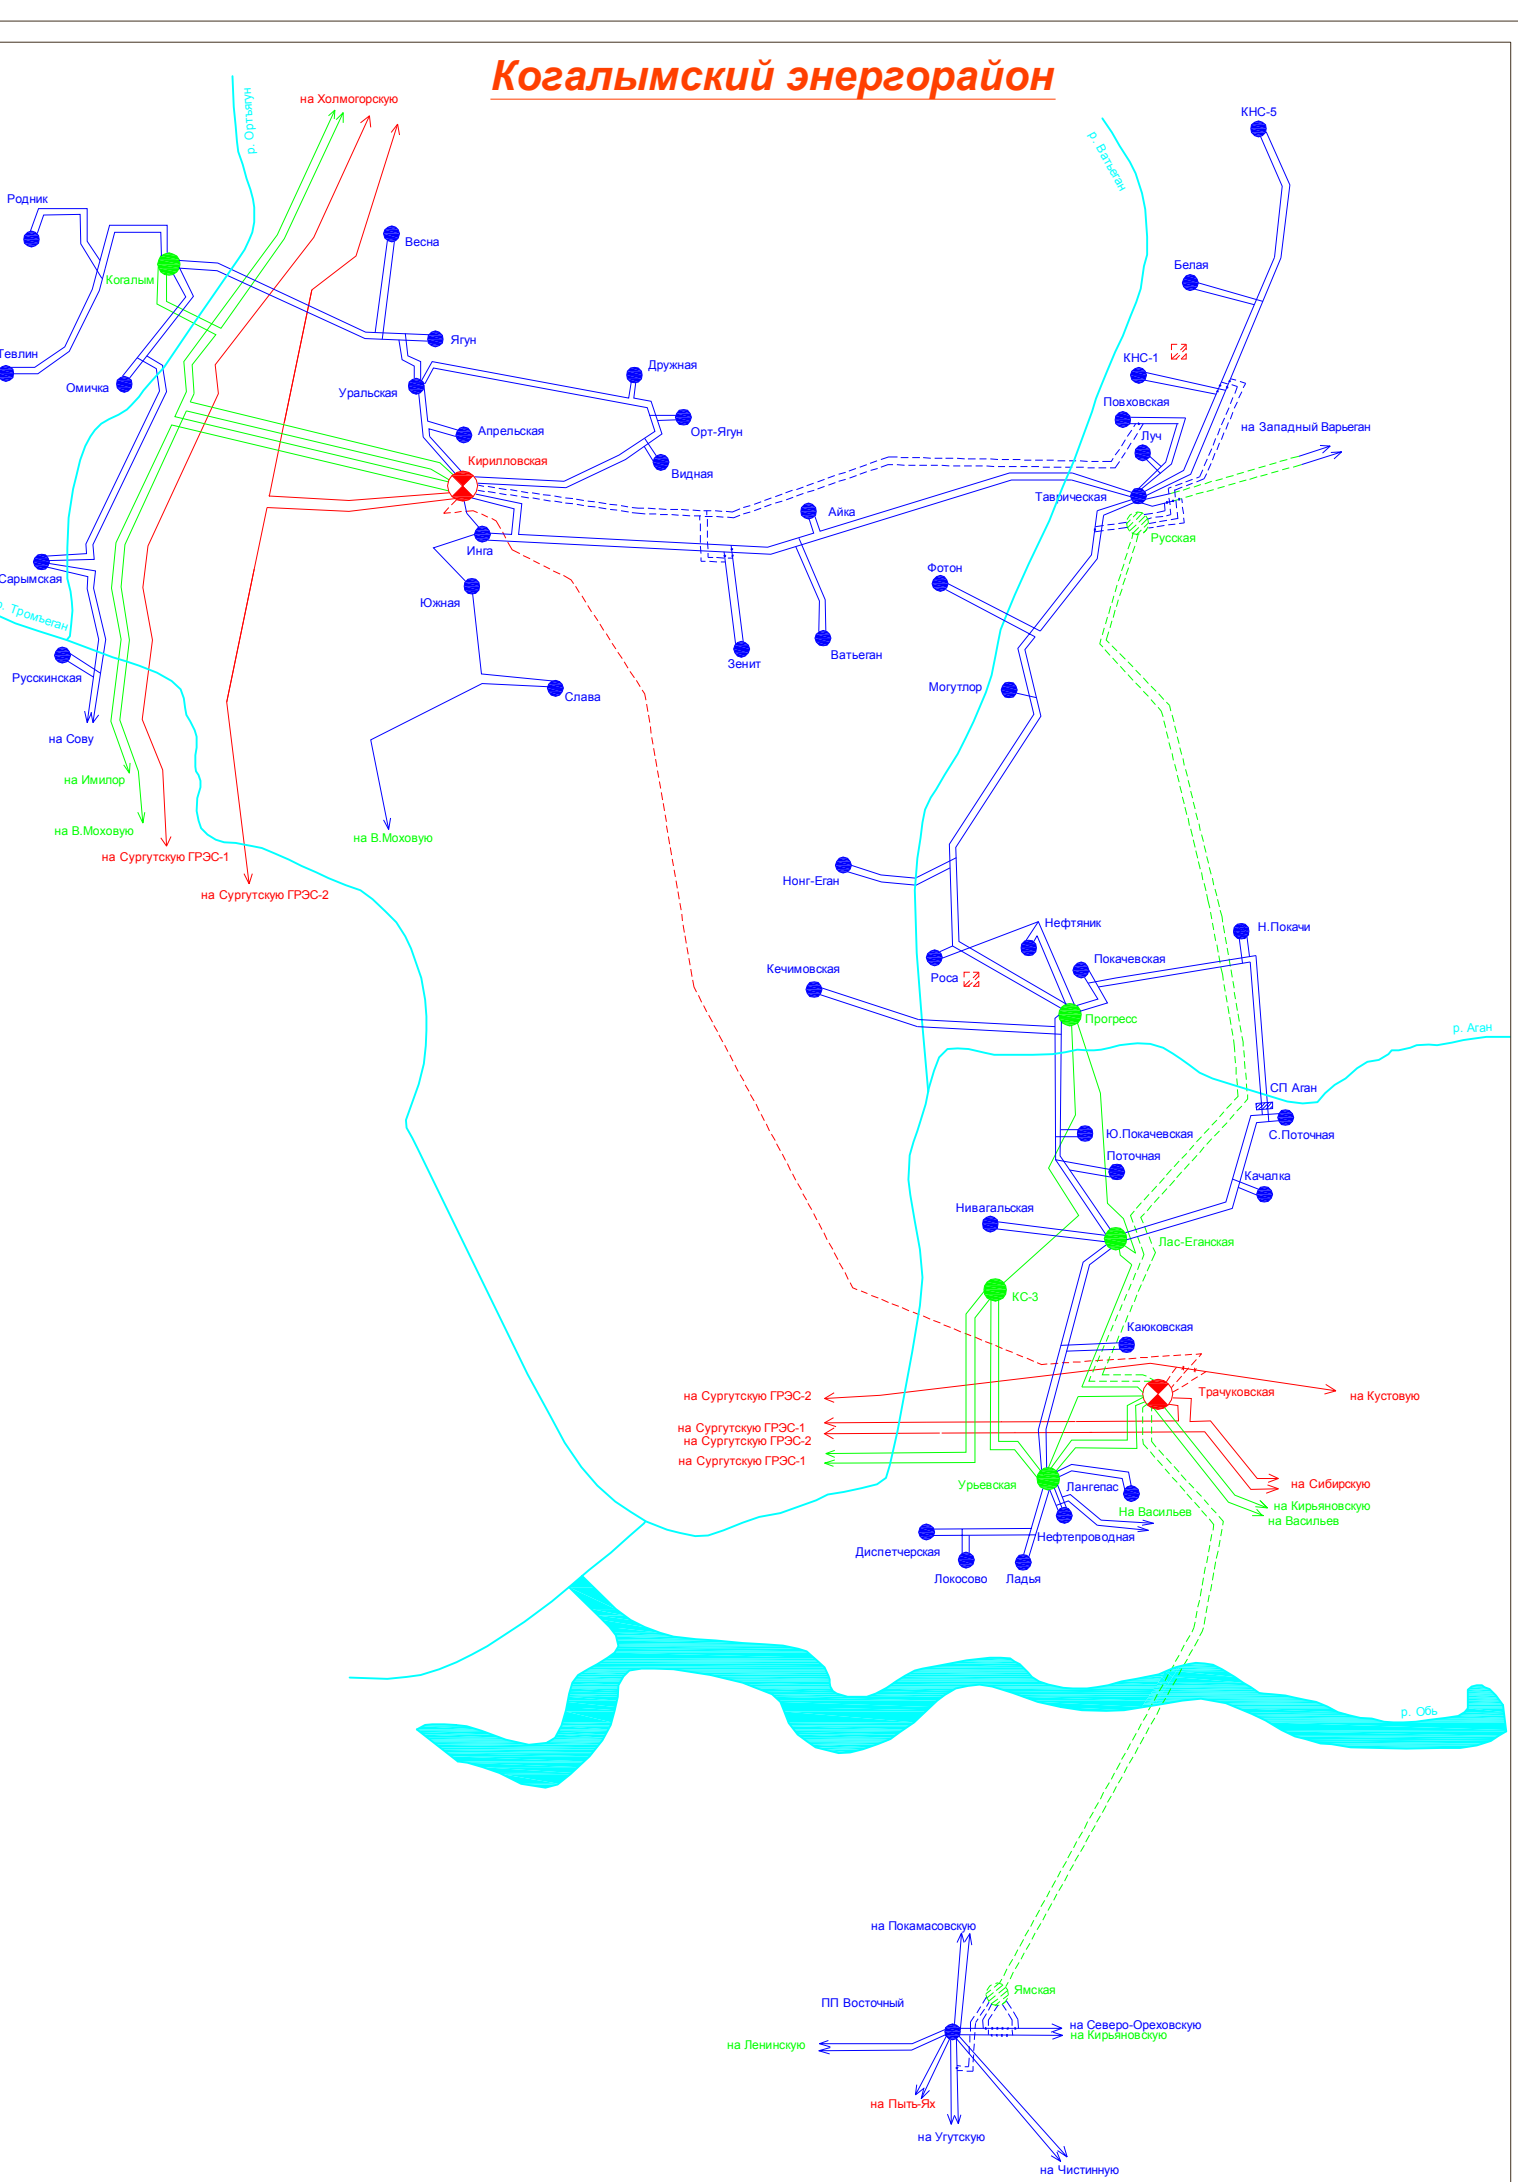 Когалымский энергорайон
на Холмогорскую
р. Ортьягун
р. Ватьеган
КНС-5
Родник
Весна
Белая
Когалым
Ягун
КНС-1
Тевлин
Омичка
Уральская
Дружная
Повховская
Орт-Ягун
на Западный Варьеган
Апрельская
Луч
Кирилловская
Видная
Таврическая
Айка
Русская
Инга
Фотон
Сарымская
Южная
р. Тромъеган
Ватьеган
Зенит
Русскинская
Могутлор
Слава
на Сову
на Имилор
на В.Моховую
на В.Моховую
на Сургутскую ГРЭС-1
Нонг-Еган
на Сургутскую ГРЭС-2
Нефтяник
Н.Покачи
Покачевская
Кечимовская
Роса
Прогресс
р. Аган
СП Аган
Ю.Покачевская
С.Поточная
Поточная
Качалка
Нивагальская
Лас-Еганская
КС-3
Каюковская
на Сургутскую ГРЭС-2
Трачуковская
на Кустовую
на Сургутскую ГРЭС-1
на Сургутскую ГРЭС-2
на Сургутскую ГРЭС-1
Урьевская
Лангепас
на Сибирскую
На Васильев
на Кирьяновскую
на Васильев
Нефтепроводная
Диспетчерская
Локосово
Ладья
р. Обь
на Покамасовскую
Ямская
ПП Восточный
на Северо-Ореховскую
на Кирьяновскую
на Ленинскую
на Пыть-Ях
на Угутскую
на Чистинную